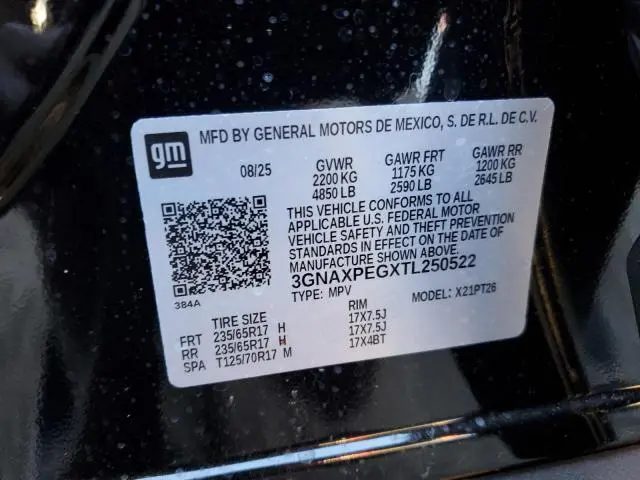 gm
MFD BY GENERAL MOTORS DE MEXICO, S. DE R.L. DE C.V.
08/25 GVWR GAWR FRT GAWR RR
2200 KG 1175 KG 1200 KG
4850 LB 2590 LB 2645 LB
THIS VEHICLE CONFORMS TO ALL
APPLICABLE U.S. FEDERAL MOTOR
VEHICLE SAFETY AND THEFT PREVENTION
STANDARDS IN EFFECT ON THE DATE OF
MANUFACTURE SHOWN ABOVE.
3GNAXPEGXTL250522
384A
TYPE: MPV MODEL: X21PT26
TIRE SIZE RIM
FRT 235/65R17 H 17X7.5J
RR 235/65R17 H 17X7.5J
SPA T125/70R17 M 17X4BT